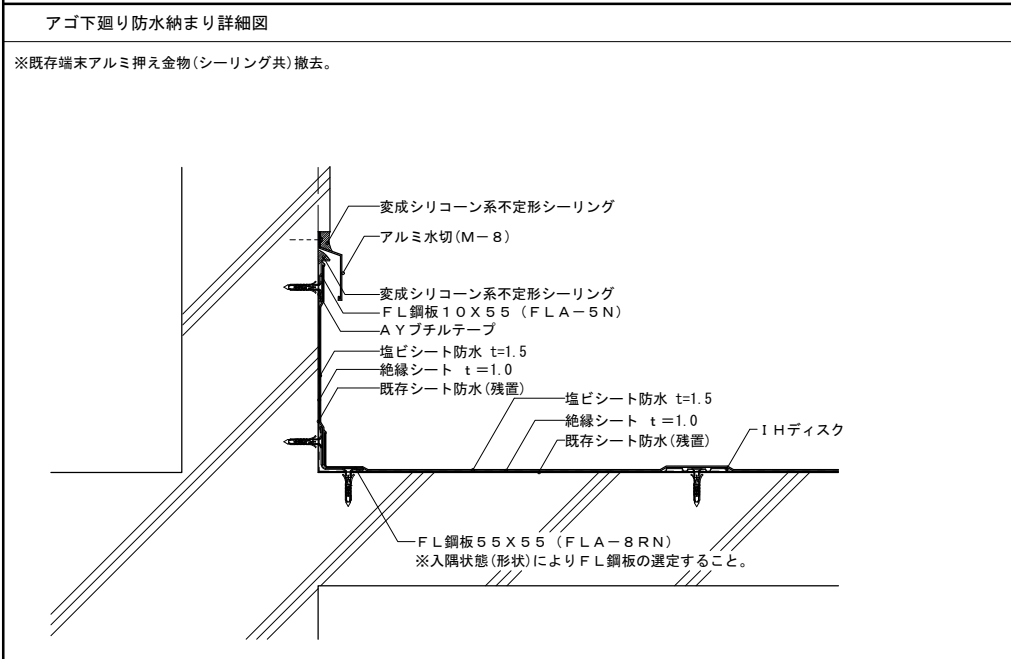 アゴ下廻り防水納まり詳細図
※既存端末アルミ押え金物(シーリング共)撤去。
変成シリコーン系不定形シーリング
アルミ水切(M-8)
変成シリコーン系不定形シーリング
FL鋼板10X55 (FLA-5N)
AYブチルテープ
塩ビシート防水 t=1.5
絶縁シート t=1.0
既存シート防水(残置)
塩ビシート防水 t=1.5
絶縁シート t=1.0
既存シート防水(残置)
IHディスク
FL鋼板55X55 (FLA-8RN)
※入隅状態(形状)によりFL鋼板の選定すること。